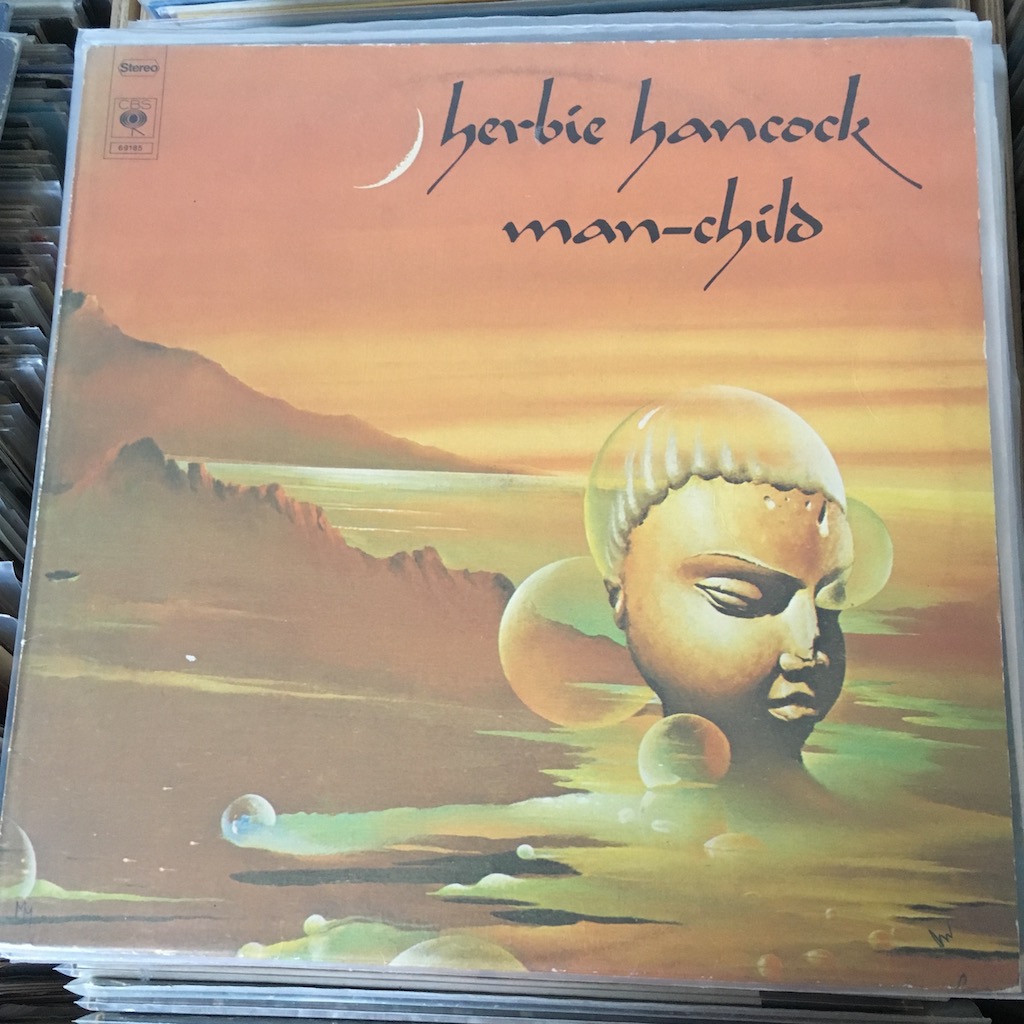 Stereo
CBS
69185
herbie hancock
man-child